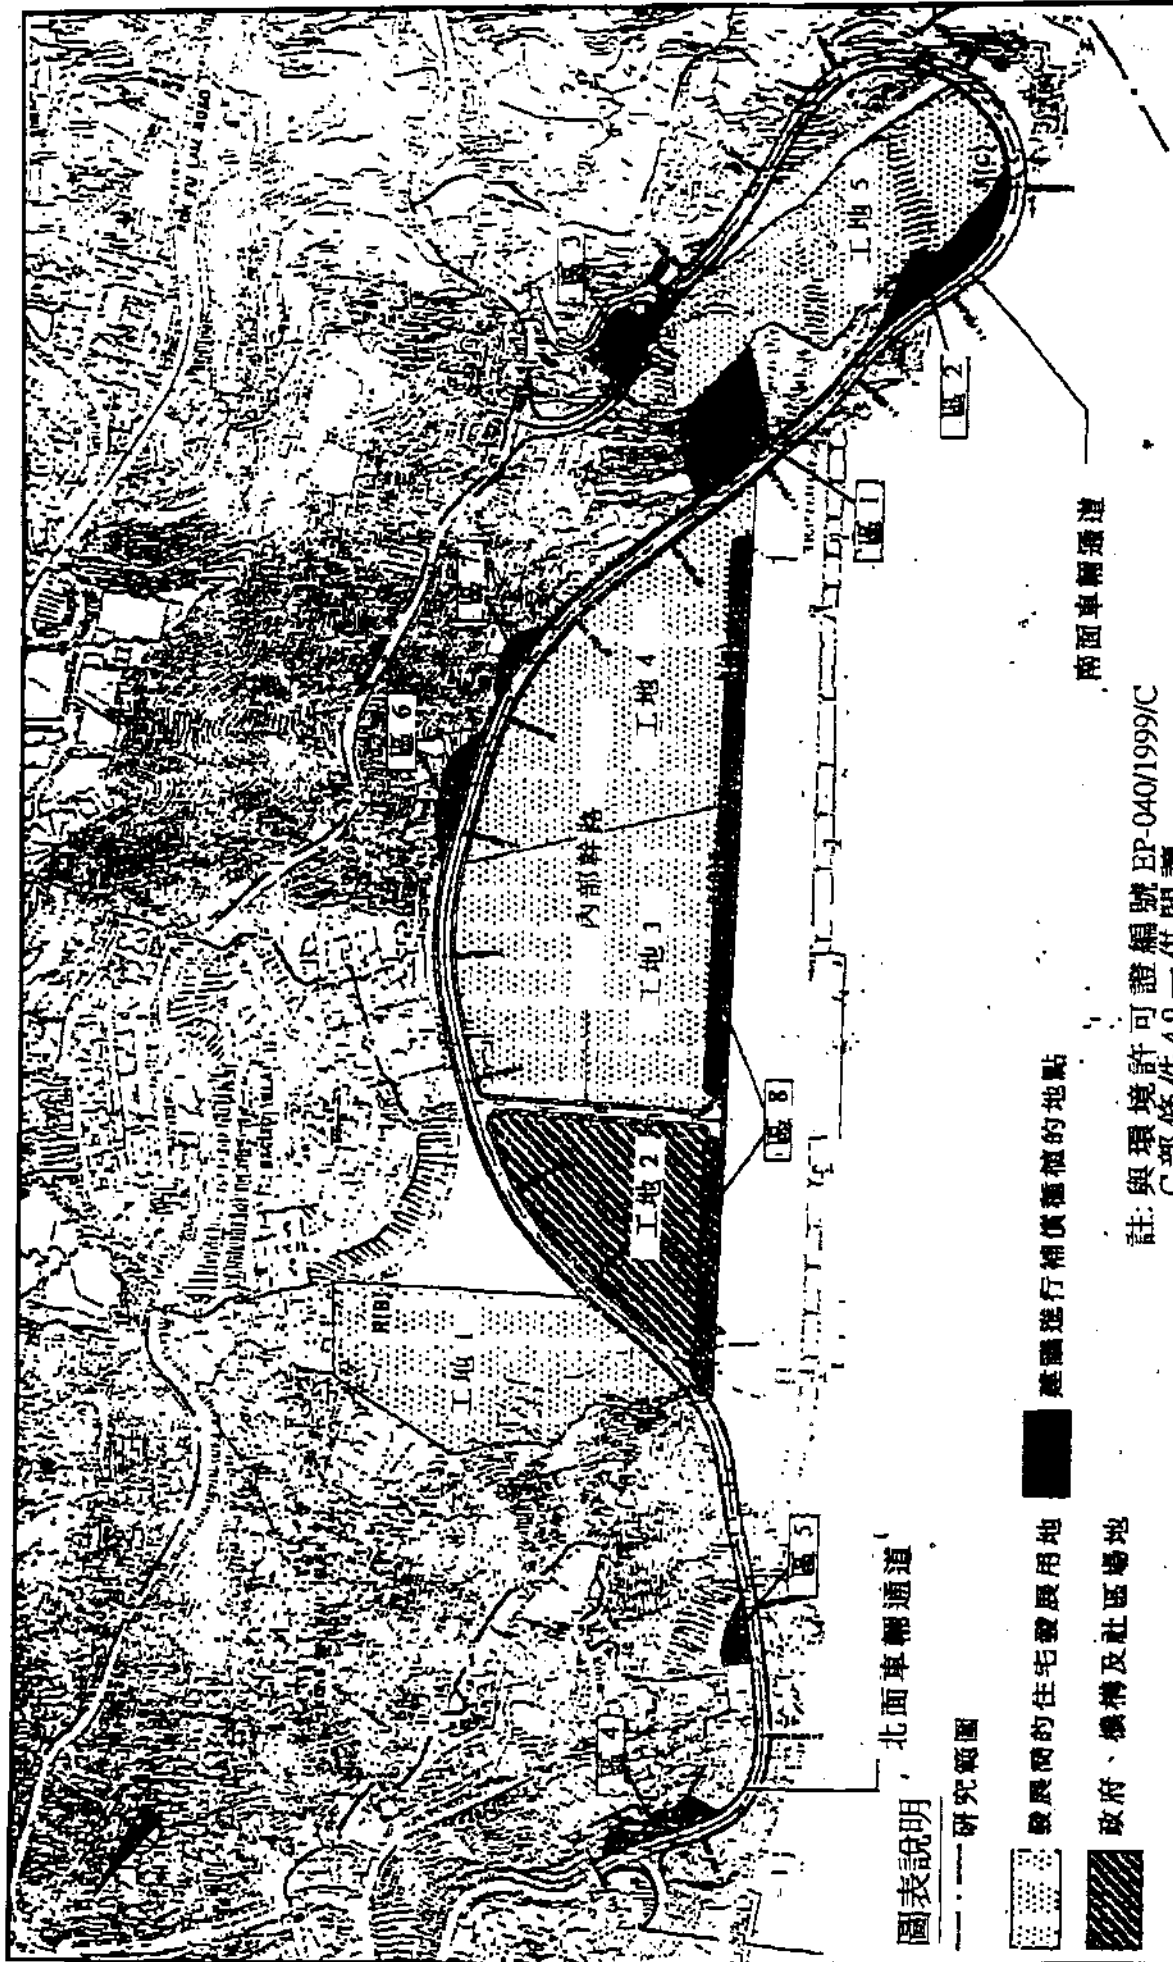 工地 1
R(B)
工地 2
工地 3
工地 4
工地 5
R(C)
內部幹路
區 1
區 2
區 3
區 4
區 5
區 6
區 8
北面車輛通道
南面車輛通道
圖表說明
研究範圍
發展商的住宅發展用地
建議進行補償種植的地點
政府、機構及社區場地
註: 與環境許可證編號 EP-040/1999/C